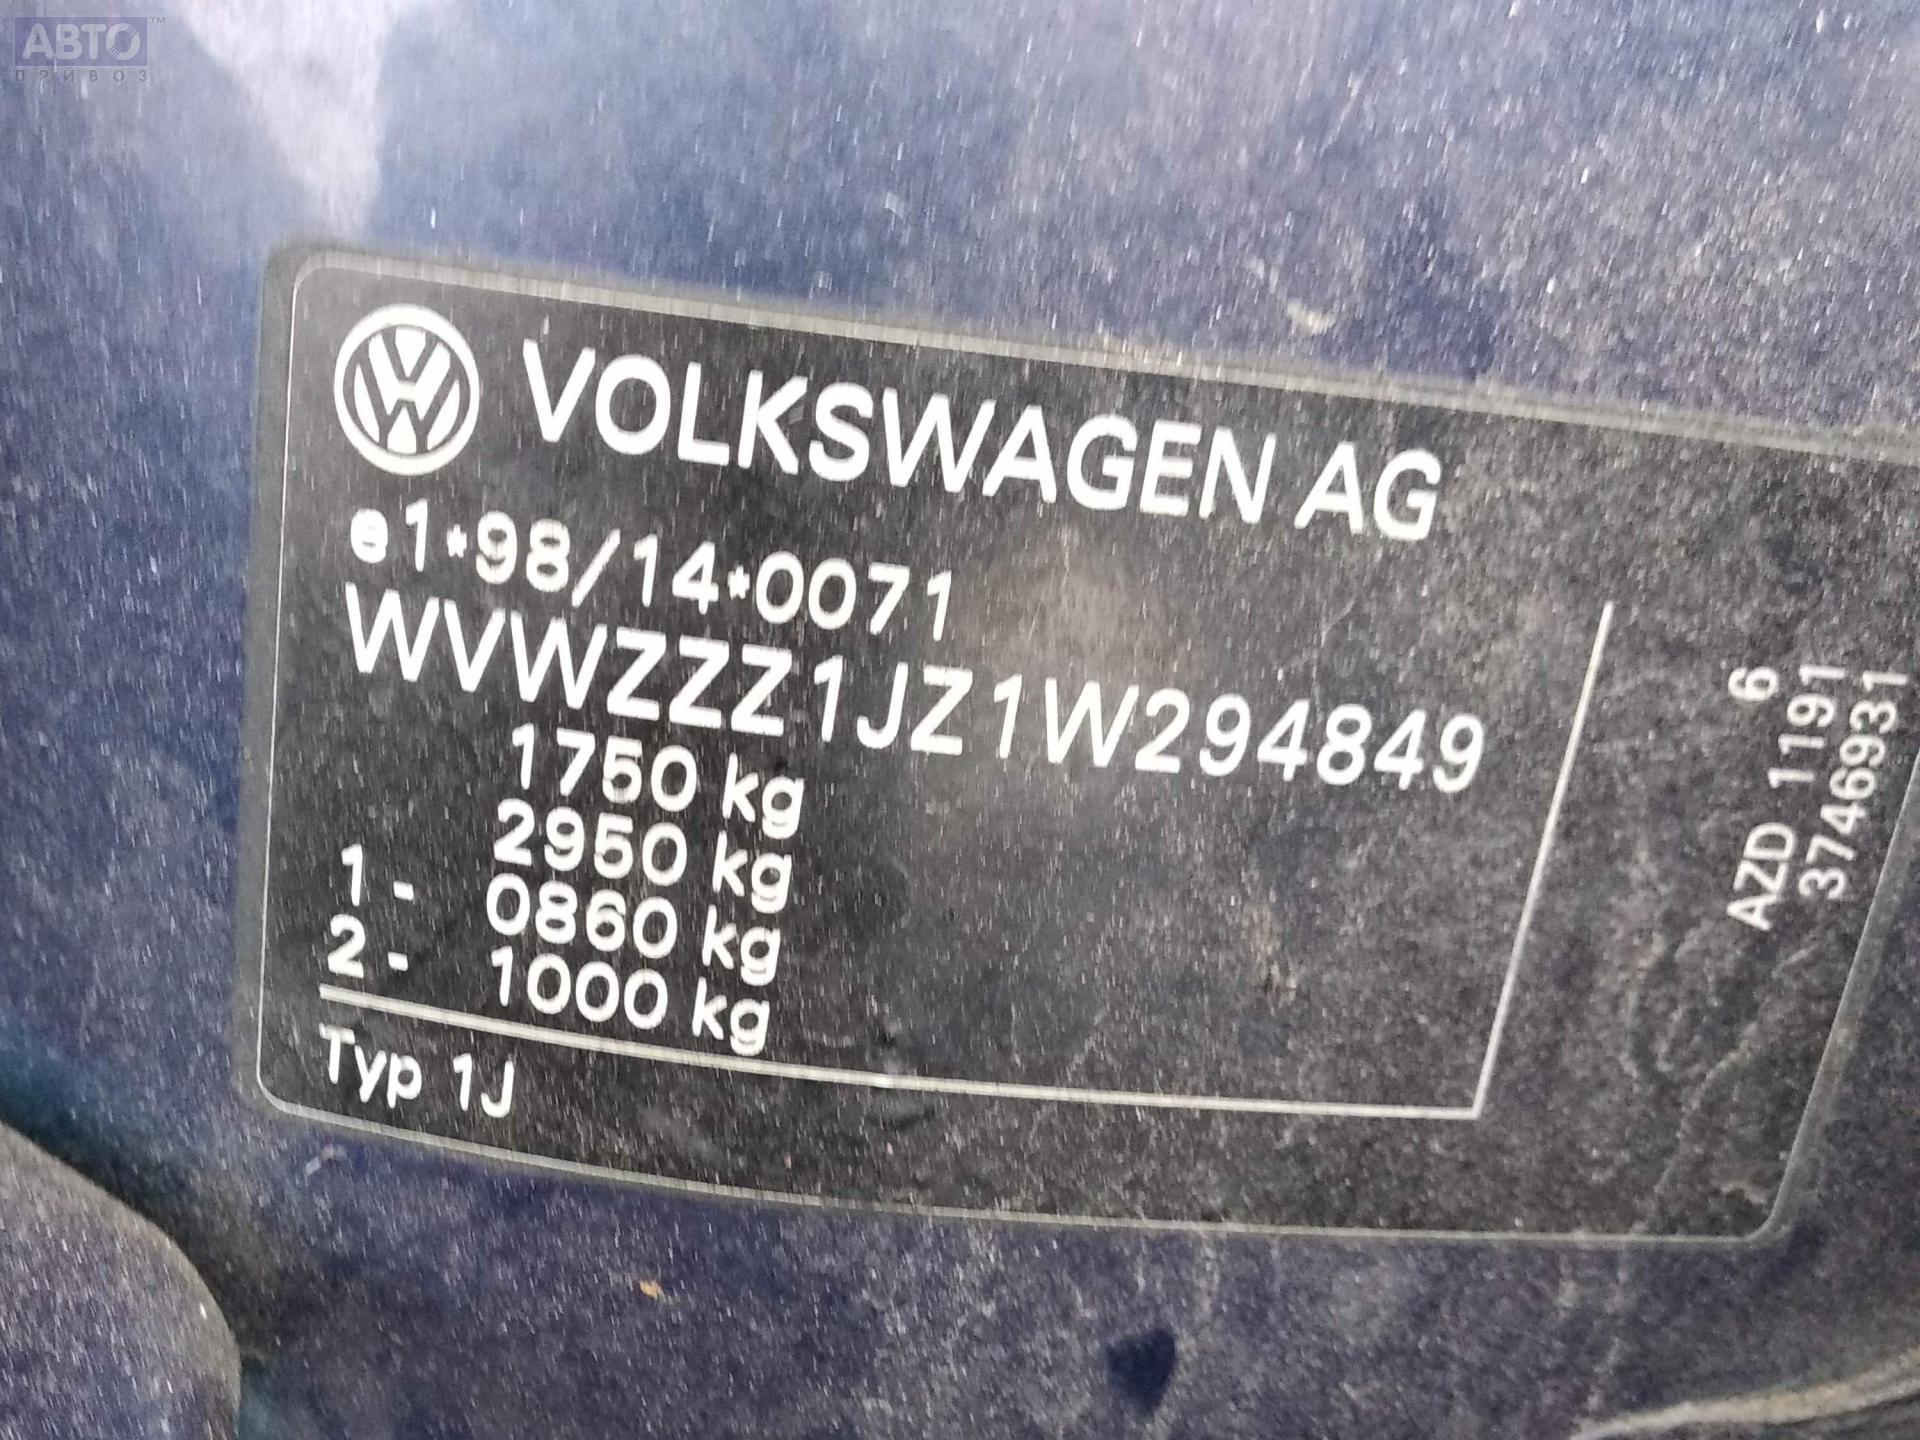 АВТО™
ПРИВОЗ
VOLKSWAGEN AG
e1*98/14*0071
WVWZZZ1JZ1W294849
1750 kg
2950 kg
1 - 0860 kg
2 - 1000 kg
Typ 1J
6
AZD 1191
3746931